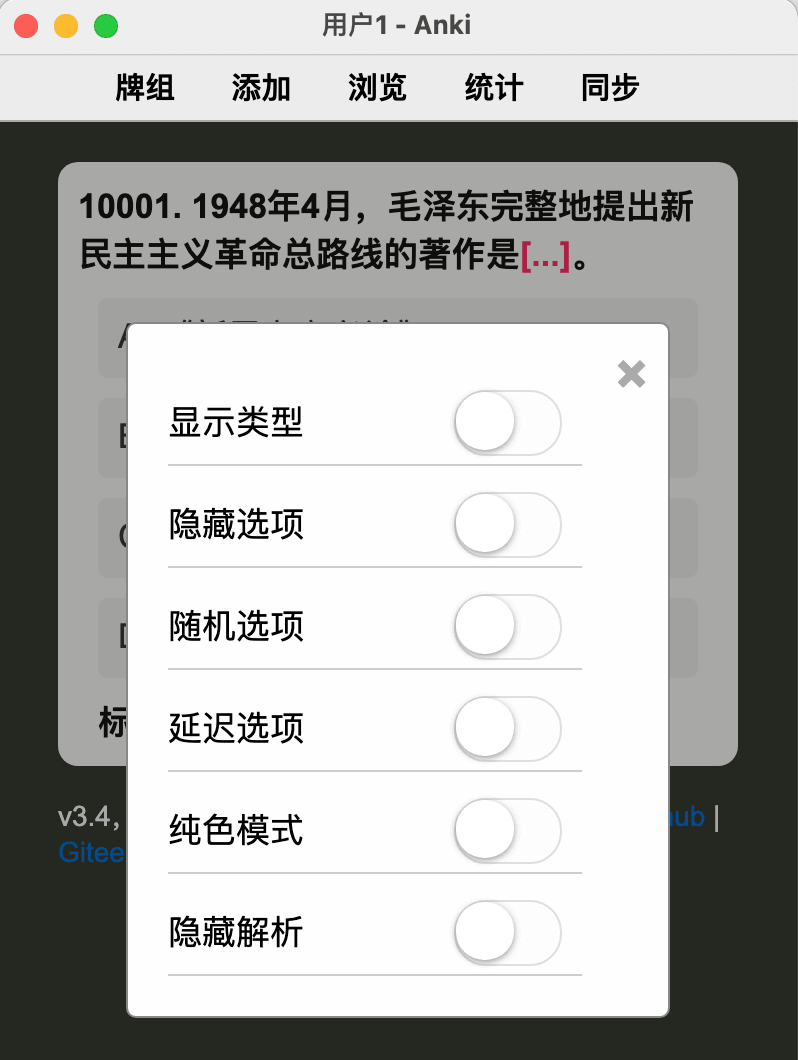 用户1 - Anki
牌组 添加 浏览 统计 同步
10001. 1948年4月，毛泽东完整地提出新
民主主义革命总路线的著作是[...]。
显示类型
隐藏选项
随机选项
延迟选项
纯色模式
隐藏解析
标
v3.4,
ub |
Gitee